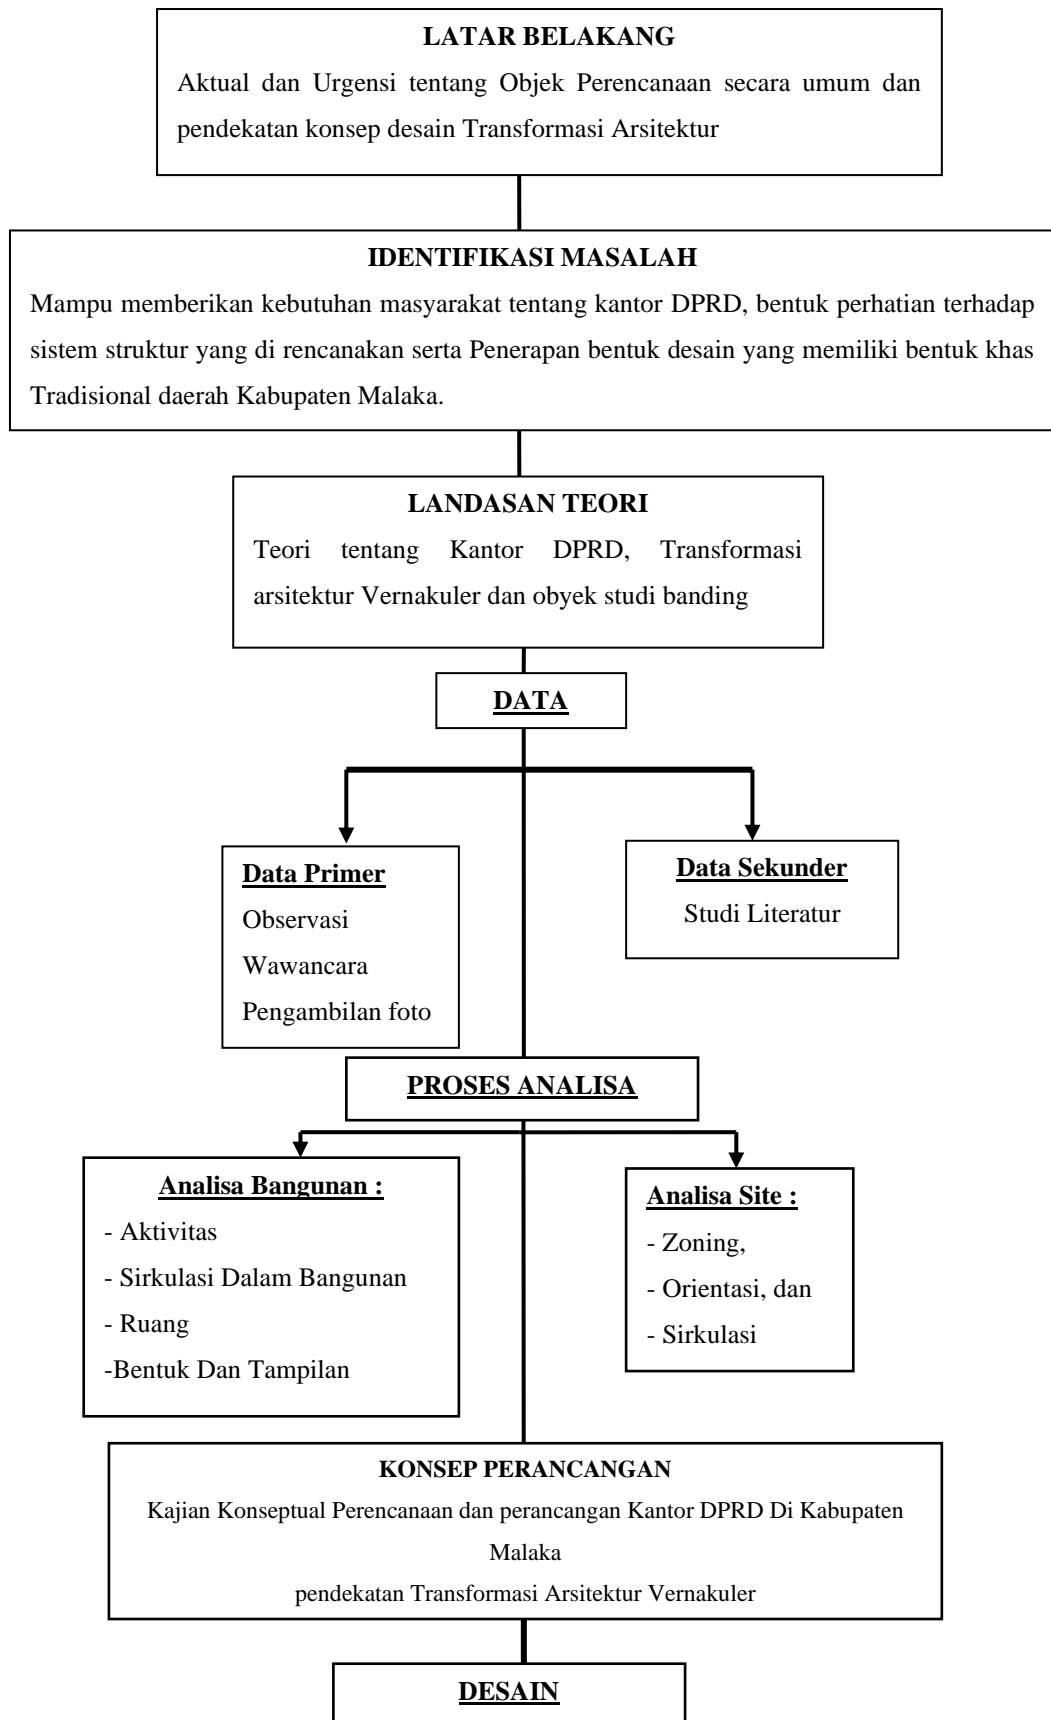 LATAR BELAKANG
Aktual dan Urgensi tentang Objek Perencanaan secara umum dan
pendekatan konsep desain Transformasi Arsitektur
IDENTIFIKASI MASALAH
Mampu memberikan kebutuhan masyarakat tentang kantor DPRD, bentuk perhatian terhadap
sistem struktur yang di rencanakan serta Penerapan bentuk desain yang memiliki bentuk khas
Tradisional daerah Kabupaten Malaka.
LANDASAN TEORI
Teori tentang Kantor DPRD, Transformasi
arsitektur Vernakuler dan obyek studi banding
DATA
Data Primer
Observasi
Wawancara
Pengambilan foto
Data Sekunder
Studi Literatur
PROSES ANALISA
Analisa Bangunan :
- Aktivitas
- Sirkulasi Dalam Bangunan
- Ruang
-Bentuk Dan Tampilan
Analisa Site :
- Zoning,
- Orientasi, dan
- Sirkulasi
KONSEP PERANCANGAN
Kajian Konseptual Perencanaan dan perancangan Kantor DPRD Di Kabupaten
Malaka
pendekatan Transformasi Arsitektur Vernakuler
DESAIN